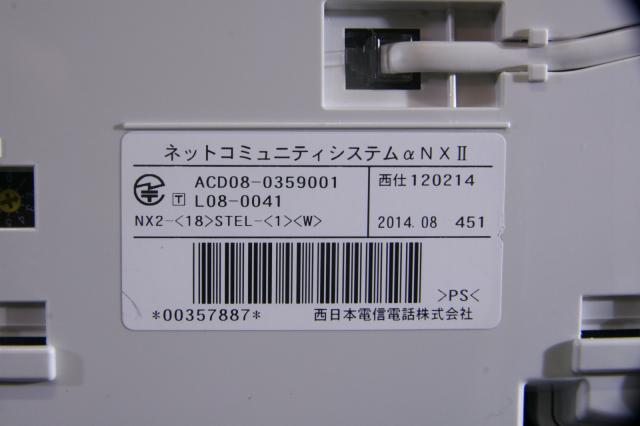 ネットコミュニティシステムαNXⅡ
ACD08-0359001
T L08-0041
NX2-<18>STEL-<1><W>
西仕120214
2014.08 451
>PS<
*00357887*
西日本電信電話株式会社